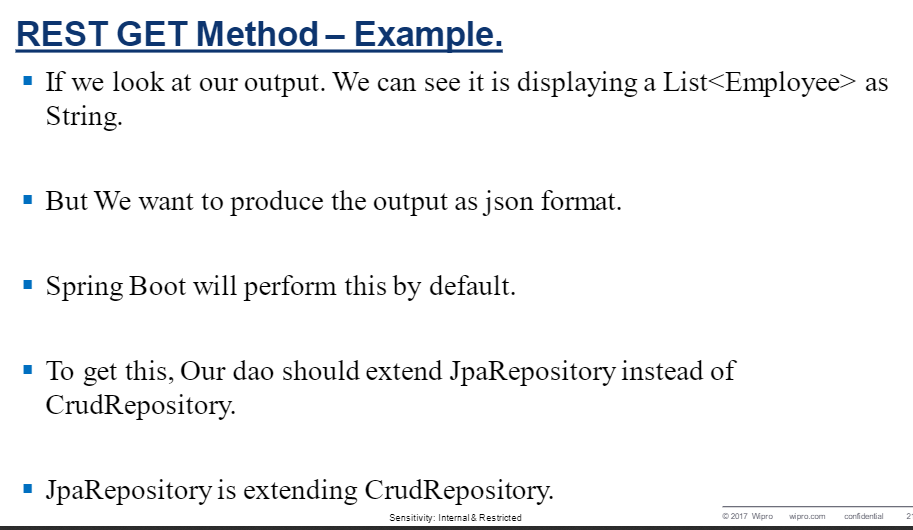 REST GET Method – Example.
▪ If we look at our output. We can see it is displaying a List<Employee> as
String.
▪ But We want to produce the output as json format.
▪ Spring Boot will perform this by default.
▪ To get this, Our dao should extend JpaRepository instead of
CrudRepository.
▪ JpaRepository is extending CrudRepository.
Sensitivity: Internal & Restricted
© 2017 Wipro wipro.com confidential